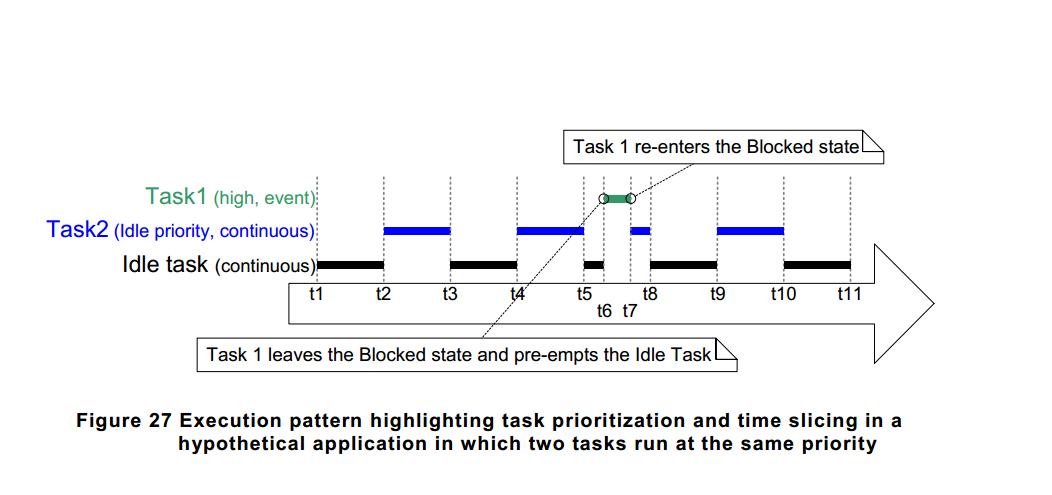 Task 1 re-enters the Blocked state
Task1 (high, event)
Task2 (Idle priority, continuous)
Idle task (continuous)
t1 t2 t3 t4 t5 t8 t9 t10 t11
t6 t7
Task 1 leaves the Blocked state and pre-empts the Idle Task
Figure 27 Execution pattern highlighting task prioritization and time slicing in a
hypothetical application in which two tasks run at the same priority